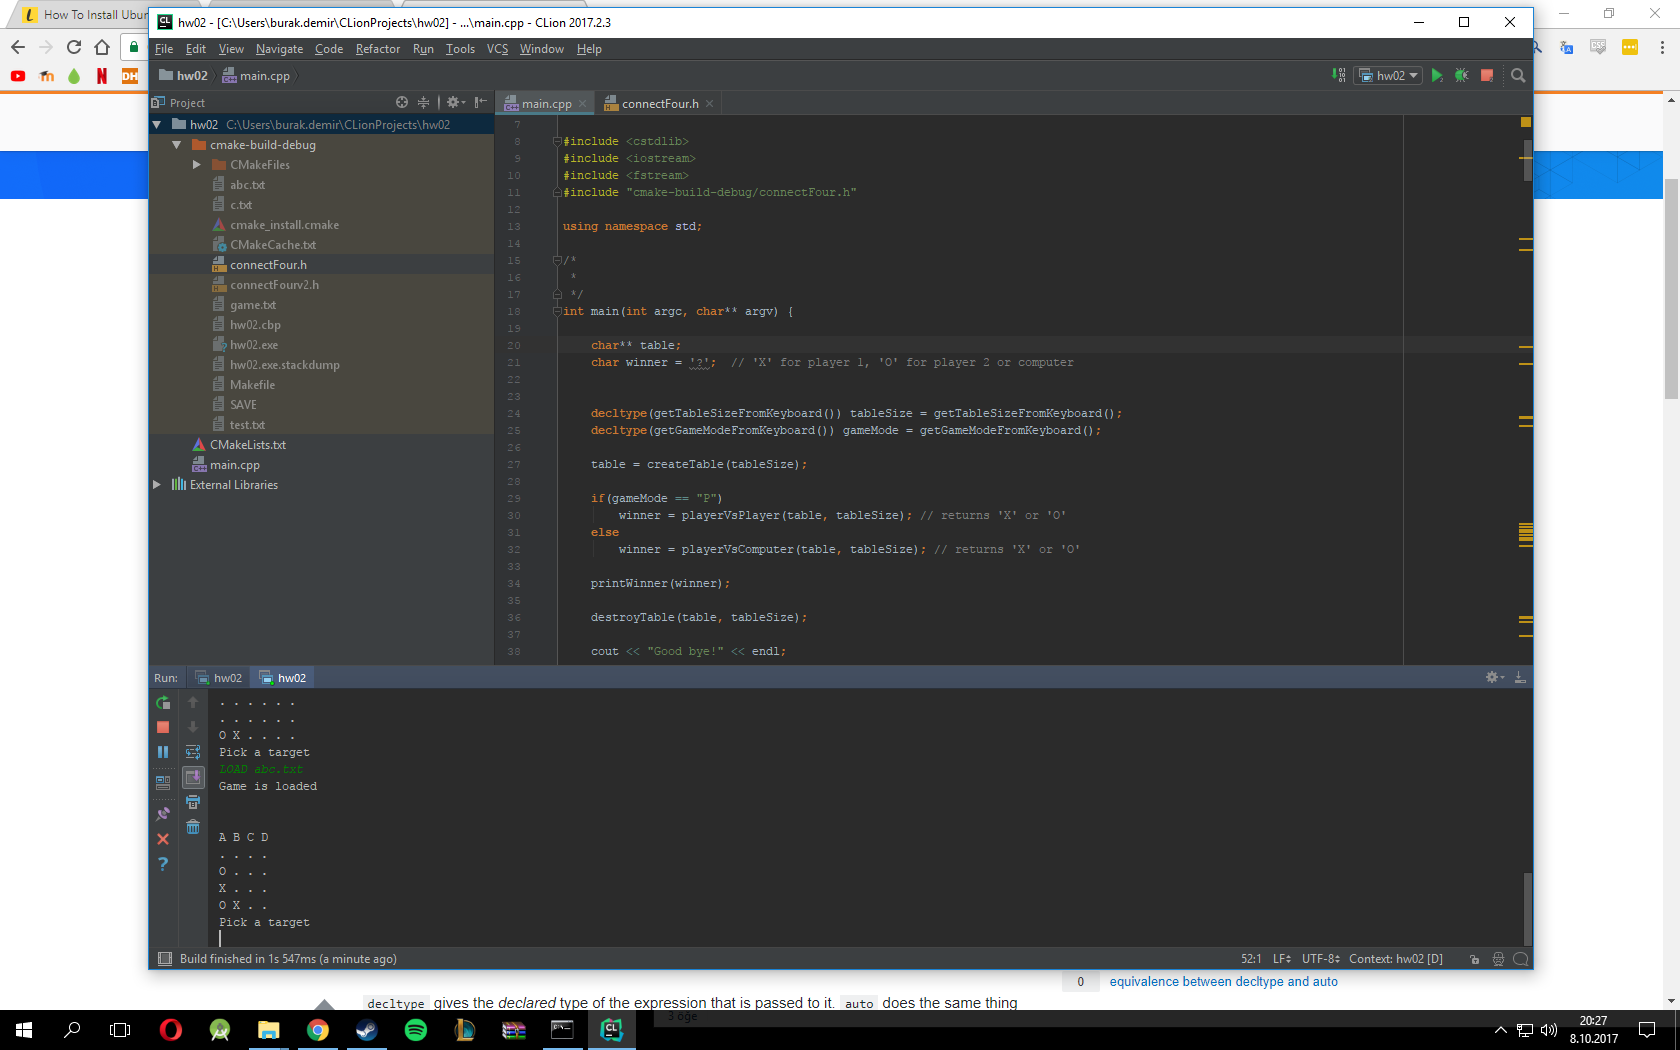 How To Install Ubun
hw02 - [C:\Users\burak.demir\CLionProjects\hw02] - ...\main.cpp - CLion 2017.2.3
File Edit View Navigate Code Refactor Run Tools VCS Window Help
hw02 main.cpp
hw02
Project
main.cpp connectFour.h
hw02 C:\Users\burak.demir\CLionProjects\hw02
cmake-build-debug
CMakeFiles
abc.txt
c.txt
cmake_install.cmake
CMakeCache.txt
connectFour.h
connectFourv2.h
game.txt
hw02.cbp
hw02.exe
hw02.exe.stackdump
Makefile
SAVE
test.txt
CMakeLists.txt
main.cpp
External Libraries
7
8 #include <cstdlib>
9 #include <iostream>
10 #include <fstream>
11 #include "cmake-build-debug/connectFour.h"
12
13 using namespace std;
14
15 /*
16 *
17 */
18 int main(int argc, char** argv) {
19
20 char** table;
21 char winner = '?'; // 'X' for player 1, 'O' for player 2 or computer
22
23
24 decltype(getTableSizeFromKeyboard()) tableSize = getTableSizeFromKeyboard();
25 decltype(getGameModeFromKeyboard()) gameMode = getGameModeFromKeyboard();
26
27 table = createTable(tableSize);
28
29 if(gameMode == "P")
30 winner = playerVsPlayer(table, tableSize); // returns 'X' or 'O'
31 else
32 winner = playerVsComputer(table, tableSize); // returns 'X' or 'O'
33
34 printWinner(winner);
35
36 destroyTable(table, tableSize);
37
38 cout << "Good bye!" << endl;
Run: hw02 hw02
. . . . . .
. . . . . .
O X . . . .
Pick a target
LOAD abc.txt
Game is loaded
A B C D
. . . .
O . . .
X . . .
O X . .
Pick a target
Build finished in 1s 547ms (a minute ago)
52:1 LF UTF-8 Context: hw02 [D]
0 equivalence between decltype and auto
decltype gives the declared type of the expression that is passed to it. auto does the same thing
3 öğe
20:27
8.10.2017